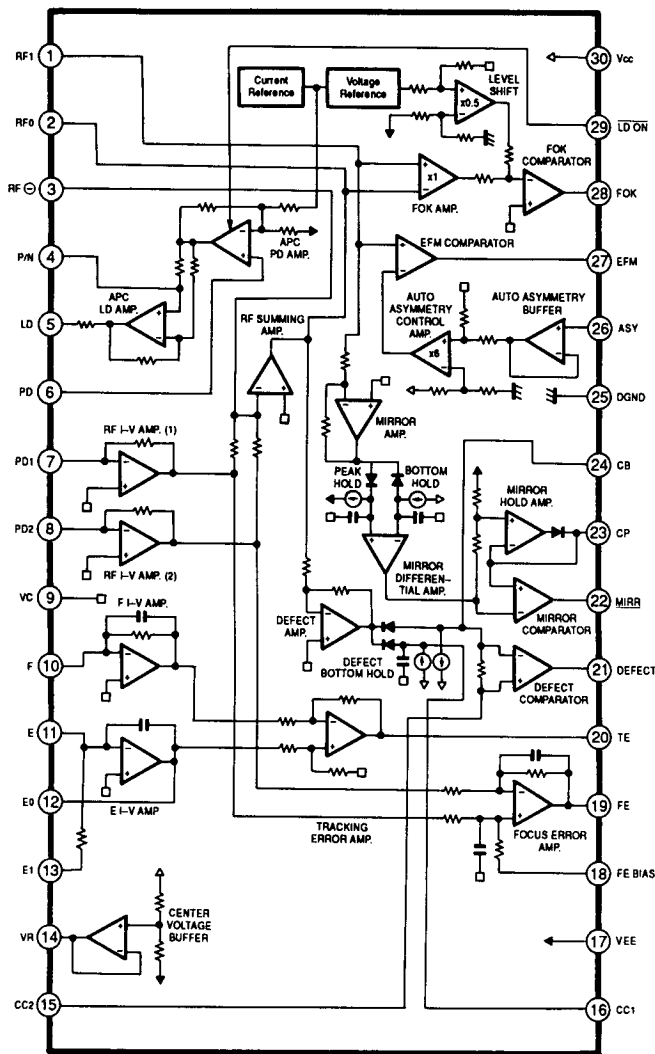 RF1 1
RF0 2
RF ⊖ 3
P/N 4
LD 5
PD 6
PD1 7
PD2 8
VC 9
F 10
E 11
E0 12
E1 13
VR 14
CC2 15
Current
Reference
Voltage
Reference
LEVEL
SHIFT
x0.5
FOK
COMPARATOR
x1
FOK AMP.
APC
PD AMP.
EFM COMPARATOR
APC
LD AMP.
RF SUMMING
AMP.
AUTO
ASYMMETRY
CONTROL
AMP.
AUTO ASYMMETRY
BUFFER
x6
MIRROR
AMP.
RF I–V AMP. (1)
PEAK
HOLD
BOTTOM
HOLD
MIRROR
HOLD AMP.
RF I–V AMP. (2)
MIRROR
DIFFEREN-
TIAL AMP.
MIRROR
COMPARATOR
F I–V AMP.
DEFECT
AMP.
DEFECT
BOTTOM HOLD
DEFECT
COMPARATOR
E I–V AMP
TRACKING
ERROR AMP.
FOCUS ERROR
AMP.
CENTER
VOLTAGE
BUFFER
30 Vcc
29 LD ON
28 FOK
27 EFM
26 ASY
25 DGND
24 CB
23 CP
22 MIRR
21 DEFECT
20 TE
19 FE
18 FE BIAS
17 VEE
16 CC1